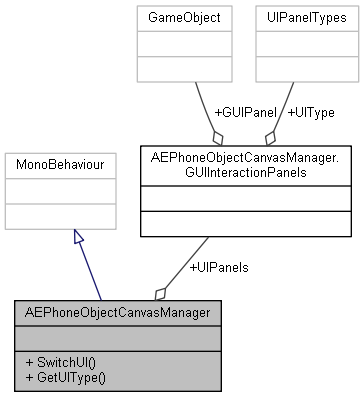 GameObject
UIPanelTypes
+GUIPanel
+UIType
AEPhoneObjectCanvasManager.
GUIInteractionPanels
MonoBehaviour
+UIPanels
AEPhoneObjectCanvasManager
+ SwitchUI()
+ GetUIType()